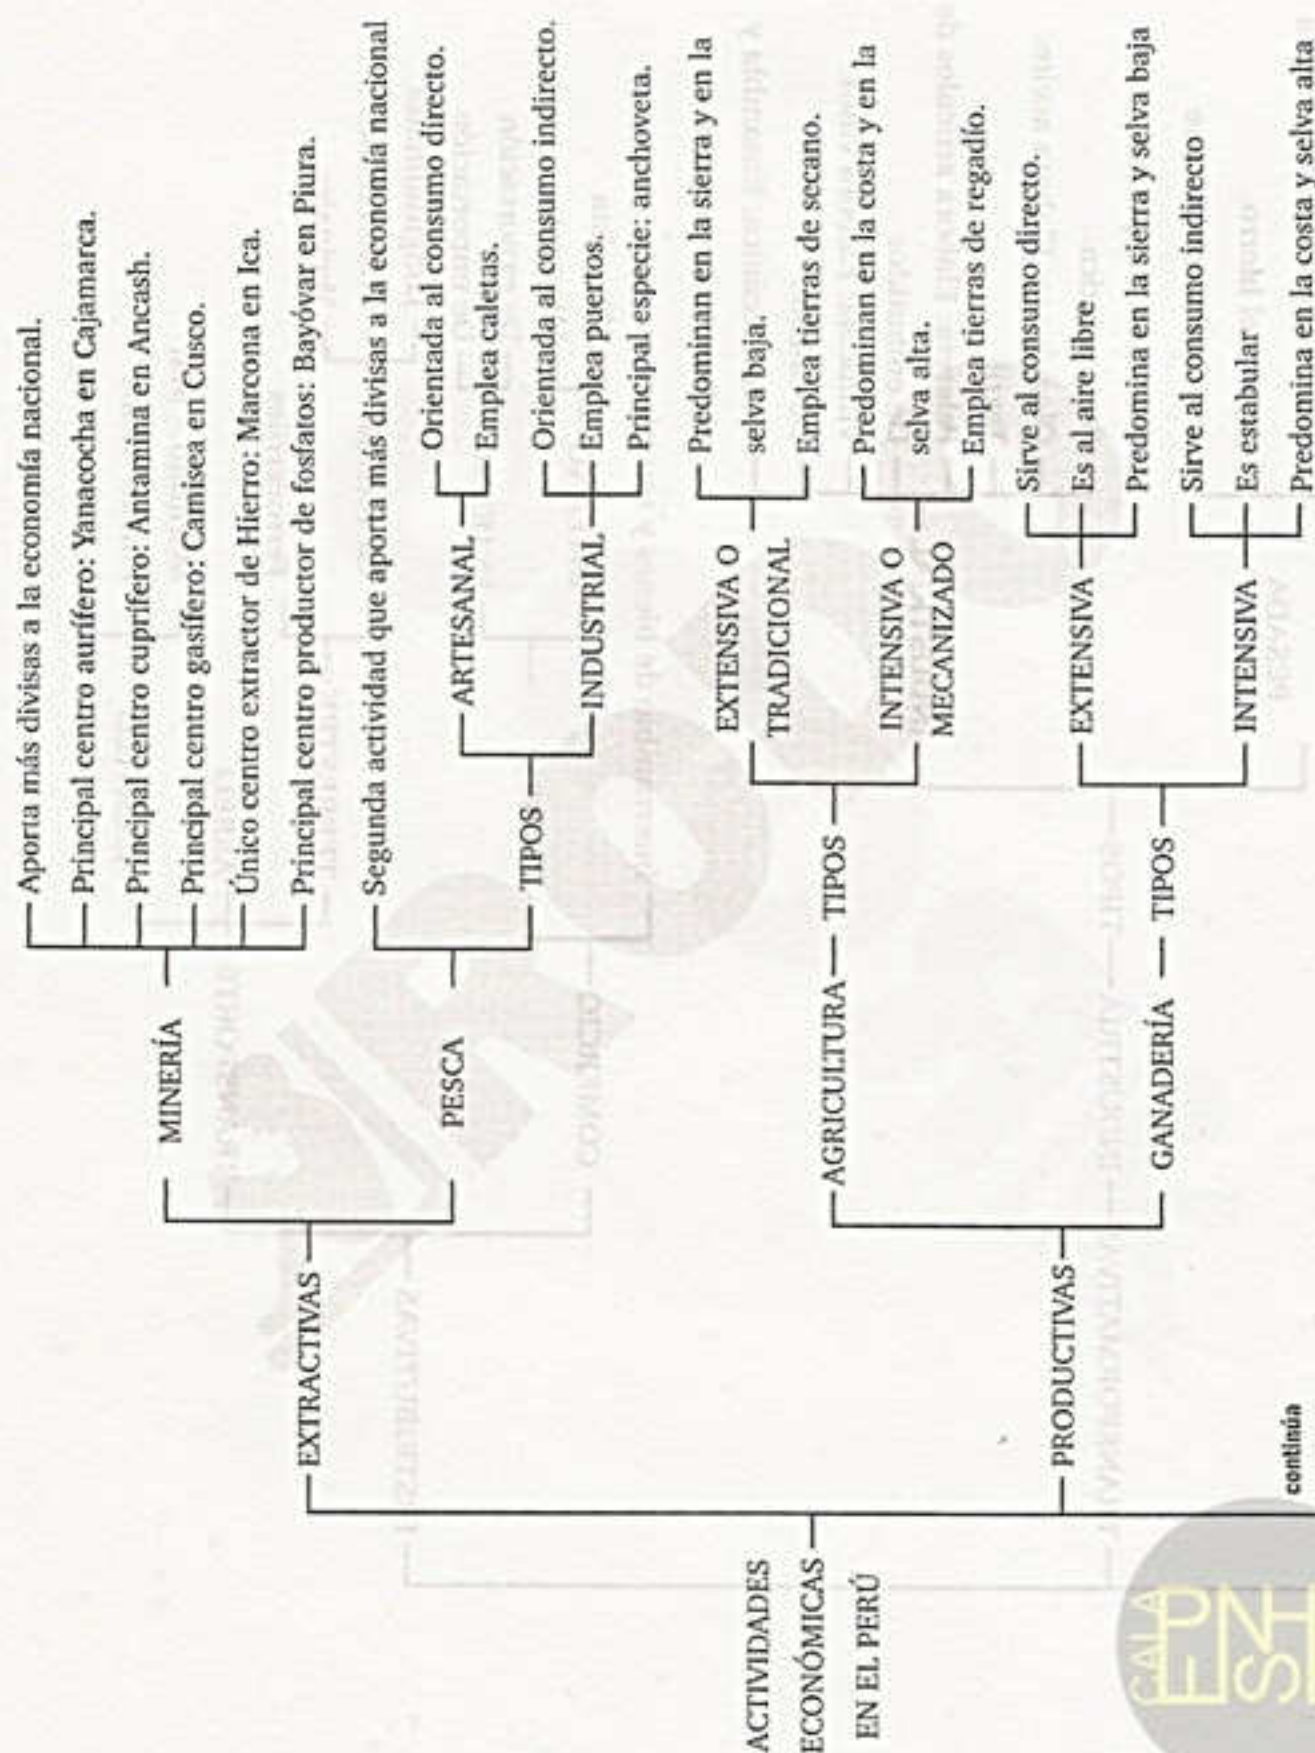 ACTIVIDADES
ECONÓMICAS
EN EL PERÚ
EXTRACTIVAS
MINERÍA
Aporta más divisas a la economía nacional.
Principal centro aurífero: Yanacocha en Cajamarca.
Principal centro cuprífero: Antamina en Ancash.
Principal centro gasífero: Camisea en Cusco.
Único centro extractor de Hierro: Marcona en Ica.
Principal centro productor de fosfatos: Bayóvar en Piura.
PESCA
Segunda actividad que aporta más divisas a la economía nacional
TIPOS
ARTESANAL
Orientada al consumo directo.
Emplea caletas.
INDUSTRIAL
Orientada al consumo indirecto.
Emplea puertos.
Principal especie: anchoveta.
PRODUCTIVAS
AGRICULTURA
TIPOS
EXTENSIVA O
TRADICIONAL
Predominan en la sierra y en la
selva baja.
Emplea tierras de secano.
INTENSIVA O
MECANIZADO
Predominan en la costa y en la
selva alta.
Emplea tierras de regadío.
GANADERÍA
TIPOS
EXTENSIVA
Sirve al consumo directo.
Es al aire libre
Predomina en la sierra y selva baja
INTENSIVA
Sirve al consumo indirecto
Es estabular
Predomina en la costa y selva alta
continúa
CALA